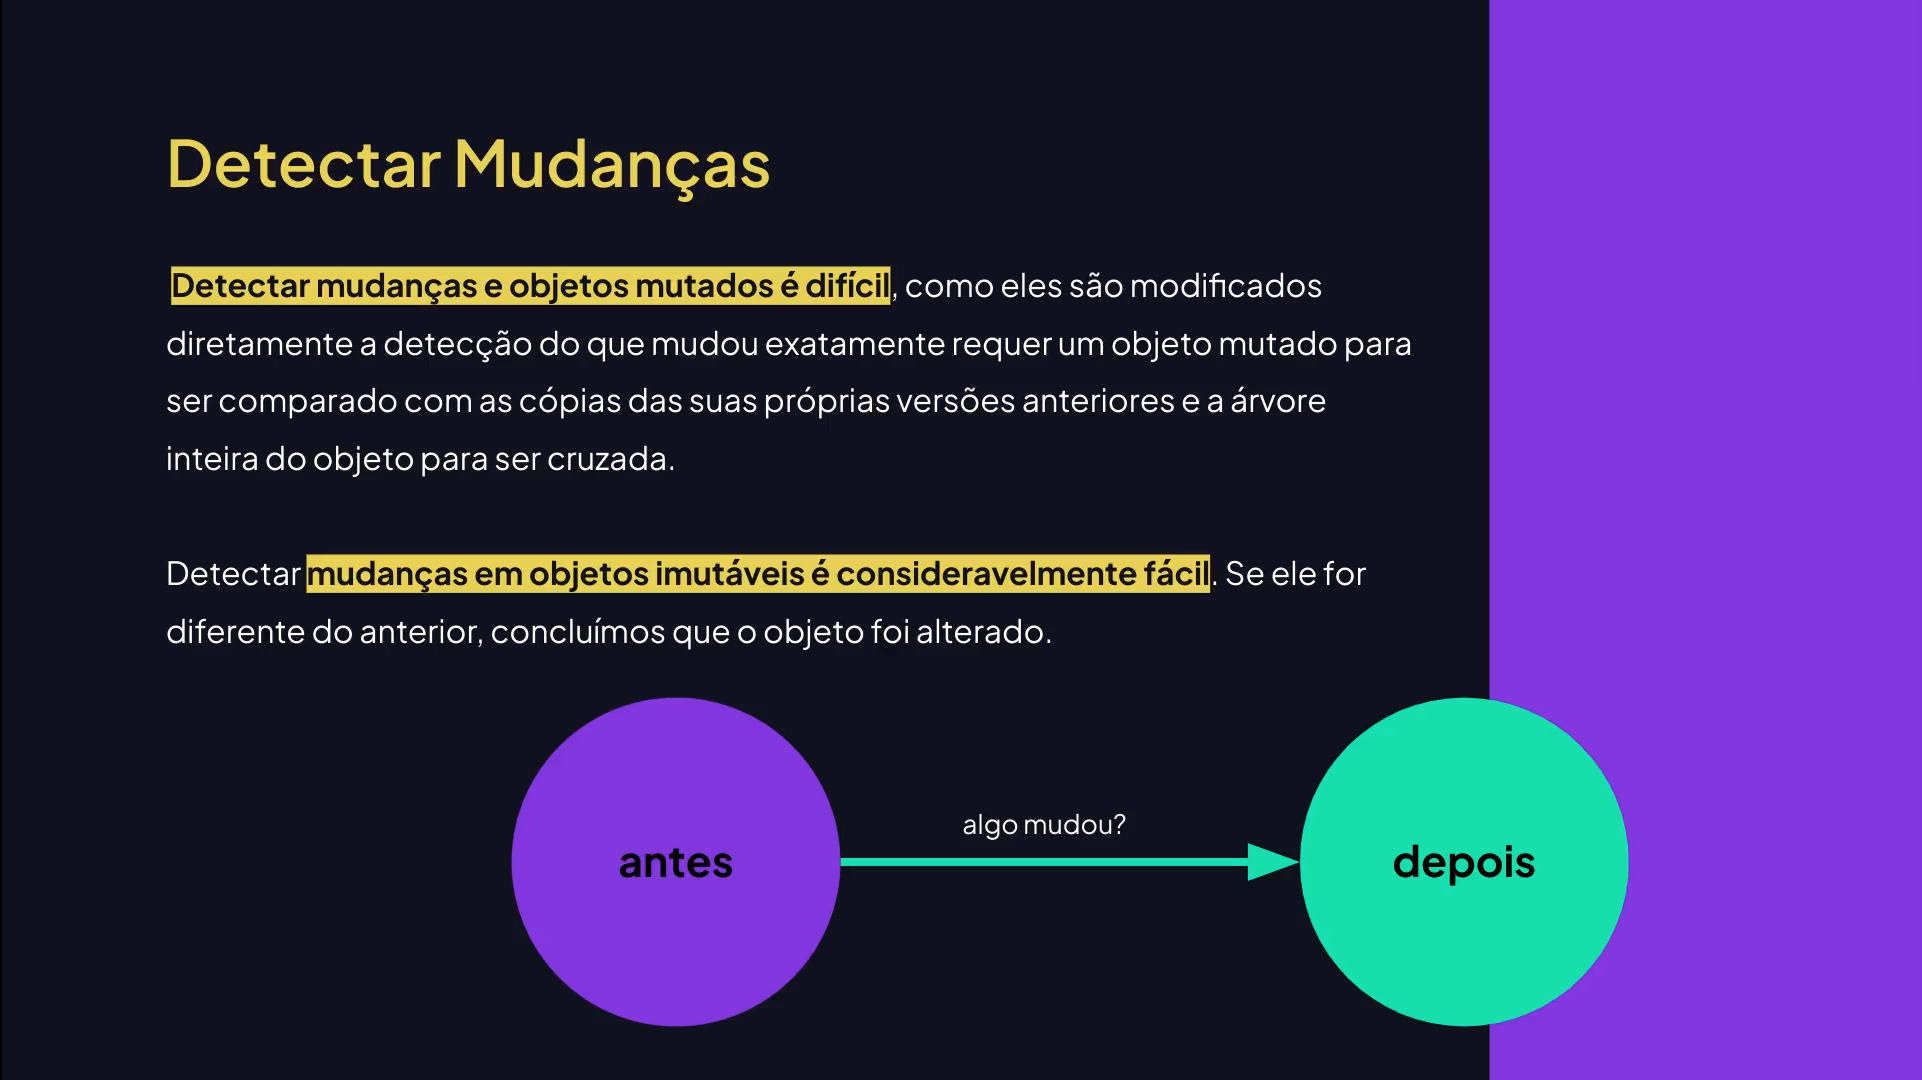 Detectar Mudanças
Detectar mudanças e objetos mutados é difícil, como eles são modificados
diretamente a detecção do que mudou exatamente requer um objeto mutado para
ser comparado com as cópias das suas próprias versões anteriores e a árvore
inteira do objeto para ser cruzada.
Detectar mudanças em objetos imutáveis é consideravelmente fácil. Se ele for
diferente do anterior, concluímos que o objeto foi alterado.
algo mudou?
antes
depois